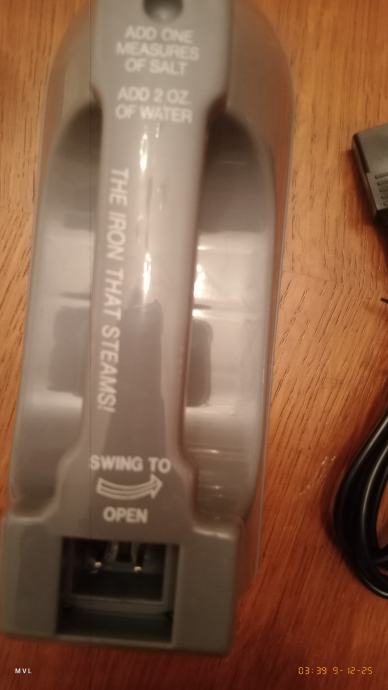 ADD ONE
MEASURES
OF SALT
ADD 2 OZ.
OF WATER
THE IRON THAT STEAMS!
SWING TO
OPEN
MVL
03:39 9-12-25